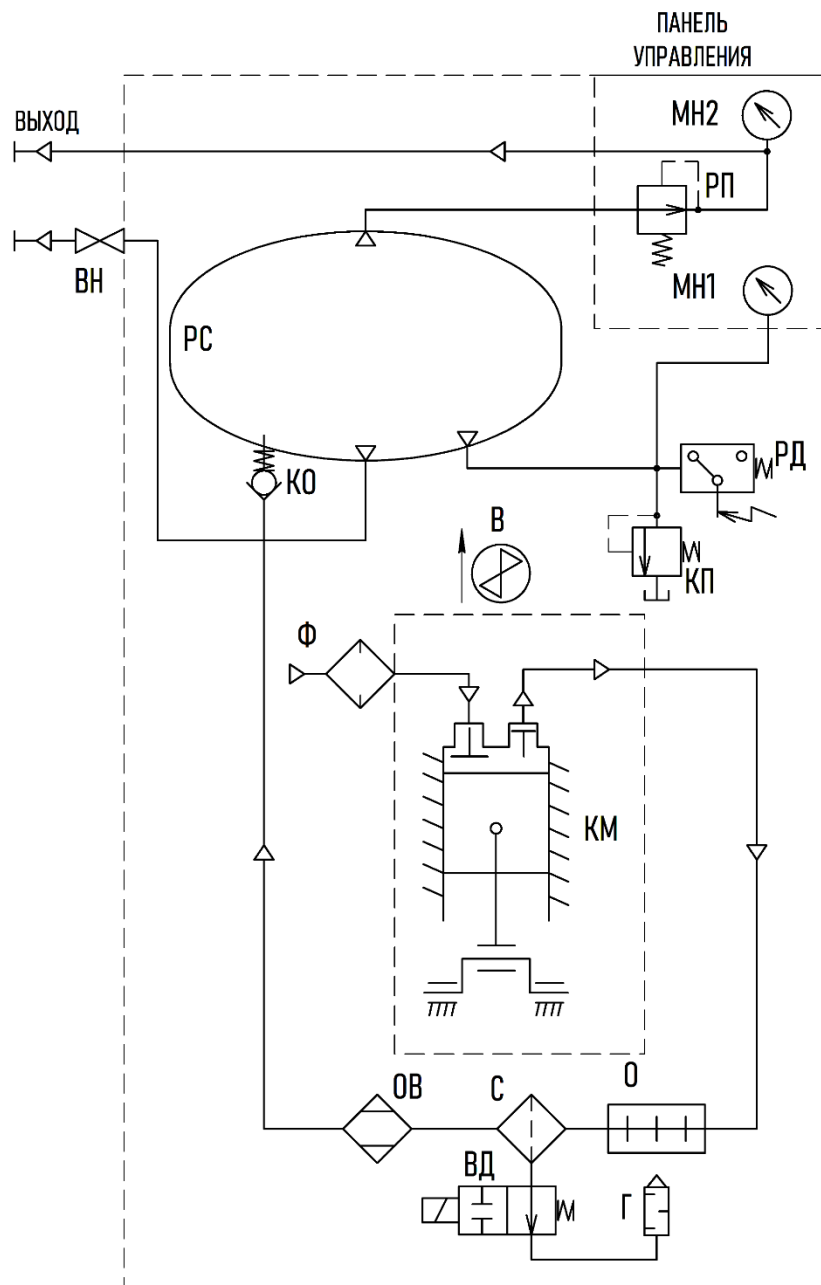 ПАНЕЛЬ
УПРАВЛЕНИЯ
МН2
ВЫХОД
РП
ВН
МН1
РС
РД
КО
В
КП
Ф
КМ
ОВ
С
О
ВД
Г